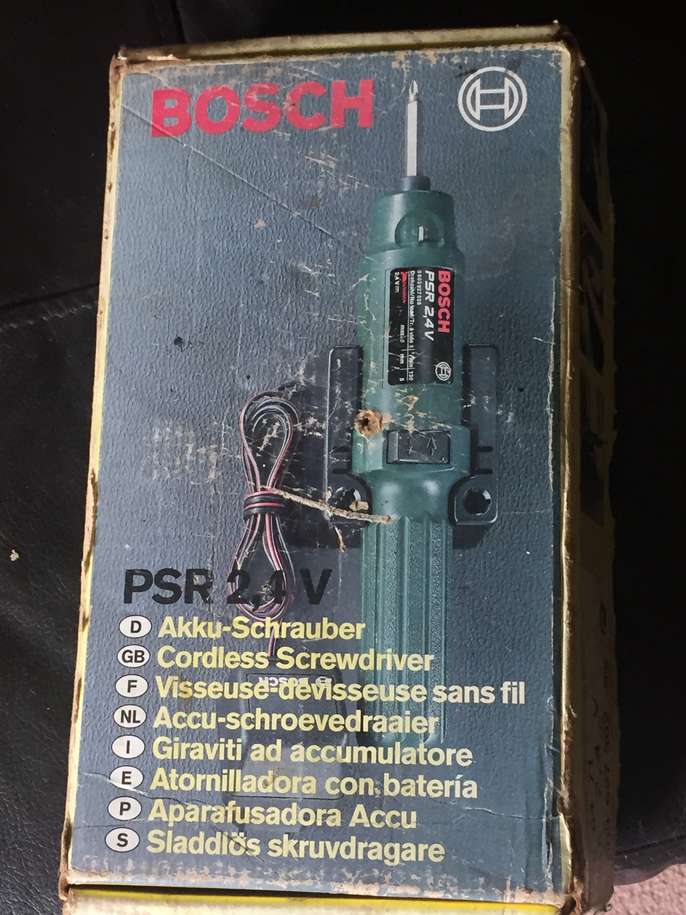 BOSCH
BOSCH
PSR 2,4V
PSR 2,4 V
D Akku-Schrauber
GB Cordless Screwdriver
F Visseuse-dévisseuse sans fil
NL Accu-schroevedraaier
I Giraviti ad accumulatore
E Atornilladora con batería
P Aparafusadora Accu
S Sladdlös skruvdragare